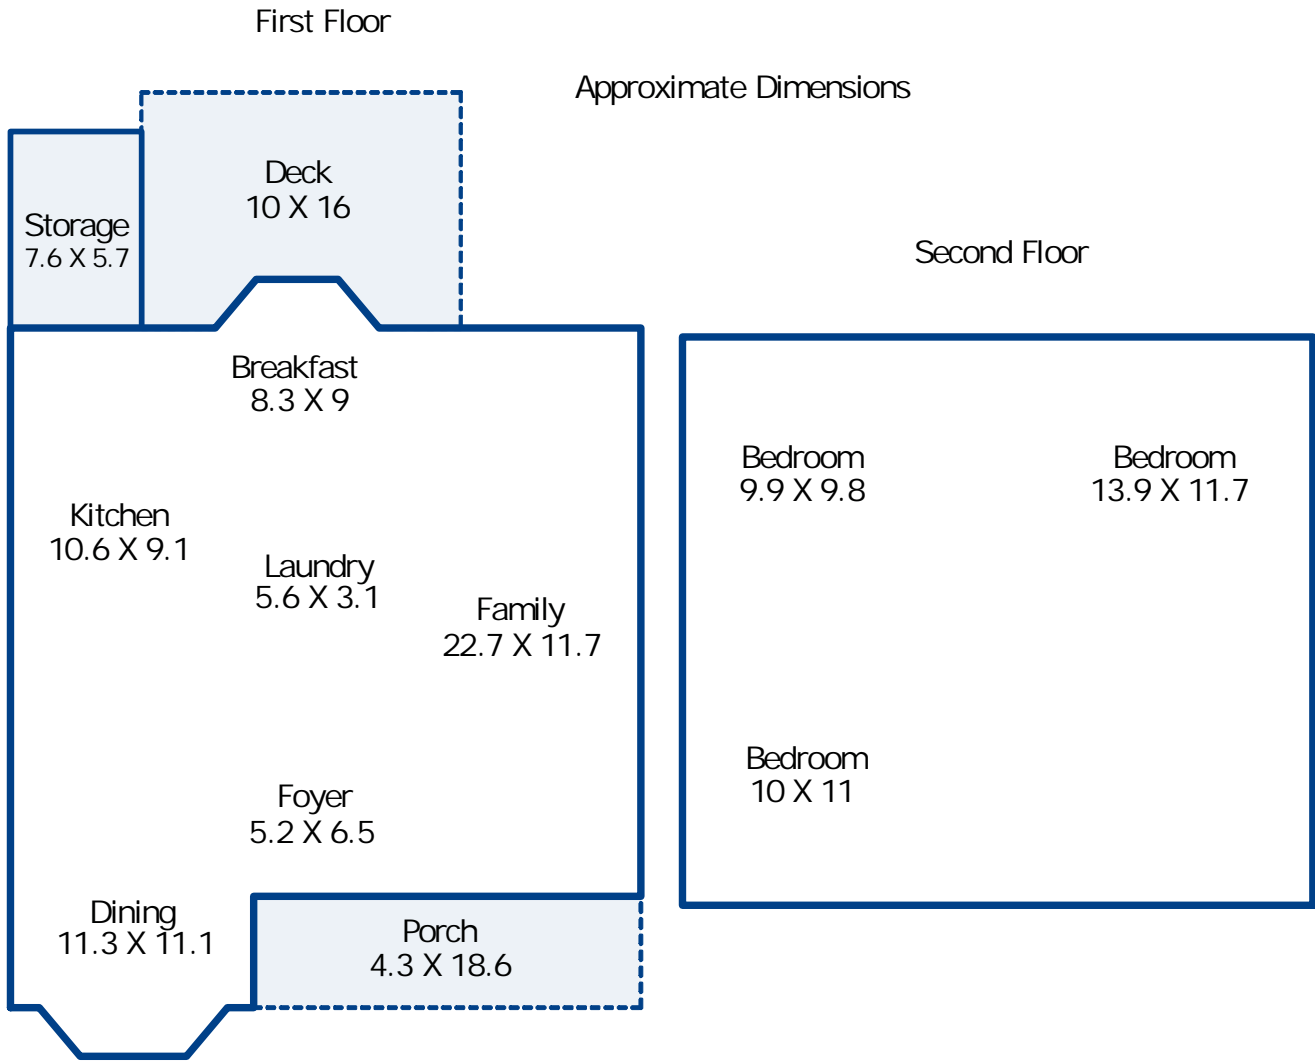 First Floor
Approximate Dimensions
Deck
10 X 16
Storage
7.6 X 5.7
Second Floor
Breakfast
8.3 X 9
Bedroom
9.9 X 9.8
Bedroom
13.9 X 11.7
Kitchen
10.6 X 9.1
Laundry
5.6 X 3.1
Family
22.7 X 11.7
Bedroom
10 X 11
Foyer
5.2 X 6.5
Dining
11.3 X 11.1
Porch
4.3 X 18.6